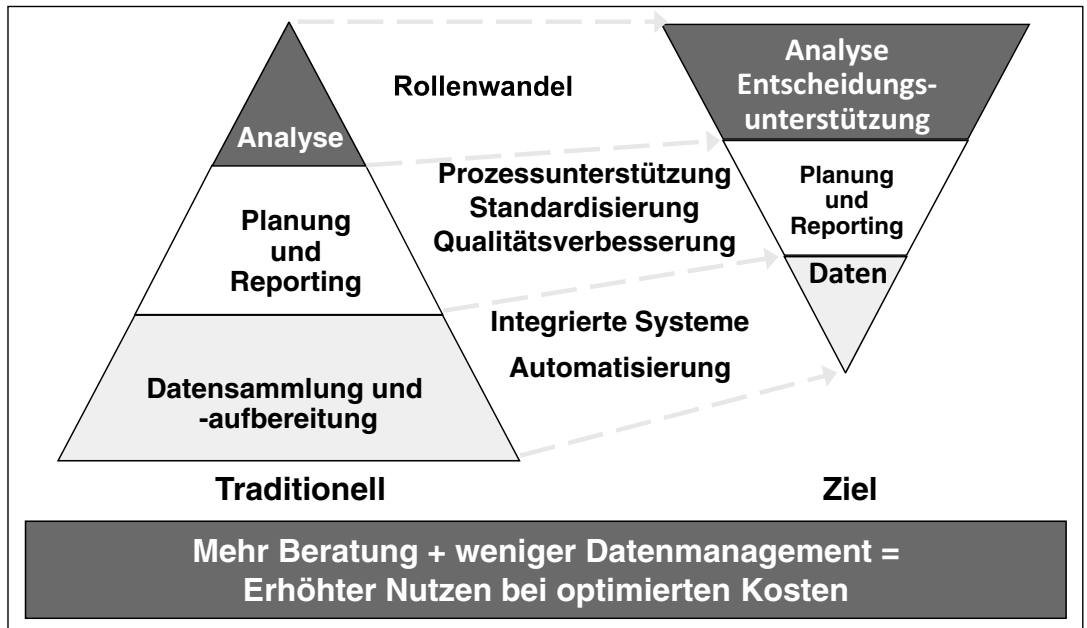 Analyse
Planung
und
Reporting
Datensammlung und
-aufbereitung
Traditionell
Rollenwandel
Prozessunterstützung
Standardisierung
Qualitätsverbesserung
Integrierte Systeme
Automatisierung
Analyse
Entscheidungs-
unterstützung
Planung
und
Reporting
Daten
Ziel
Mehr Beratung + weniger Datenmanagement =
Erhöhter Nutzen bei optimierten Kosten